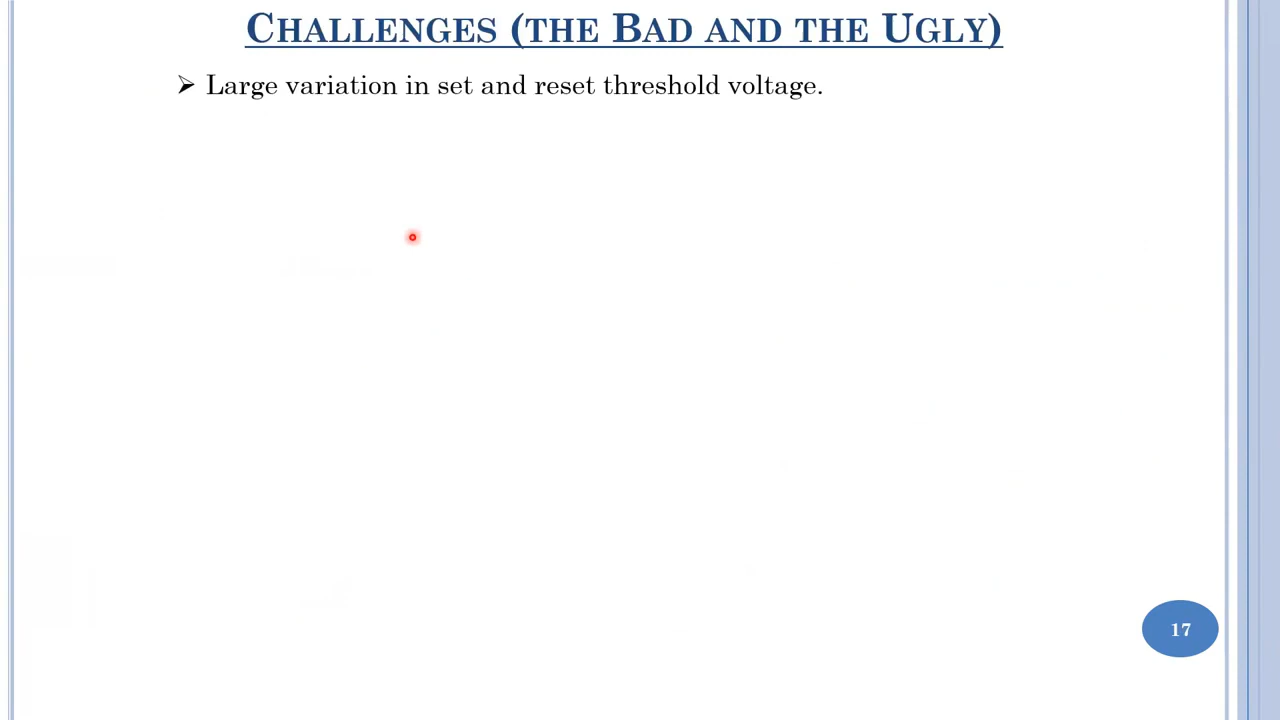 CHALLENGES (THE BAD AND THE UGLY)
➢ Large variation in set and reset threshold voltage.
17